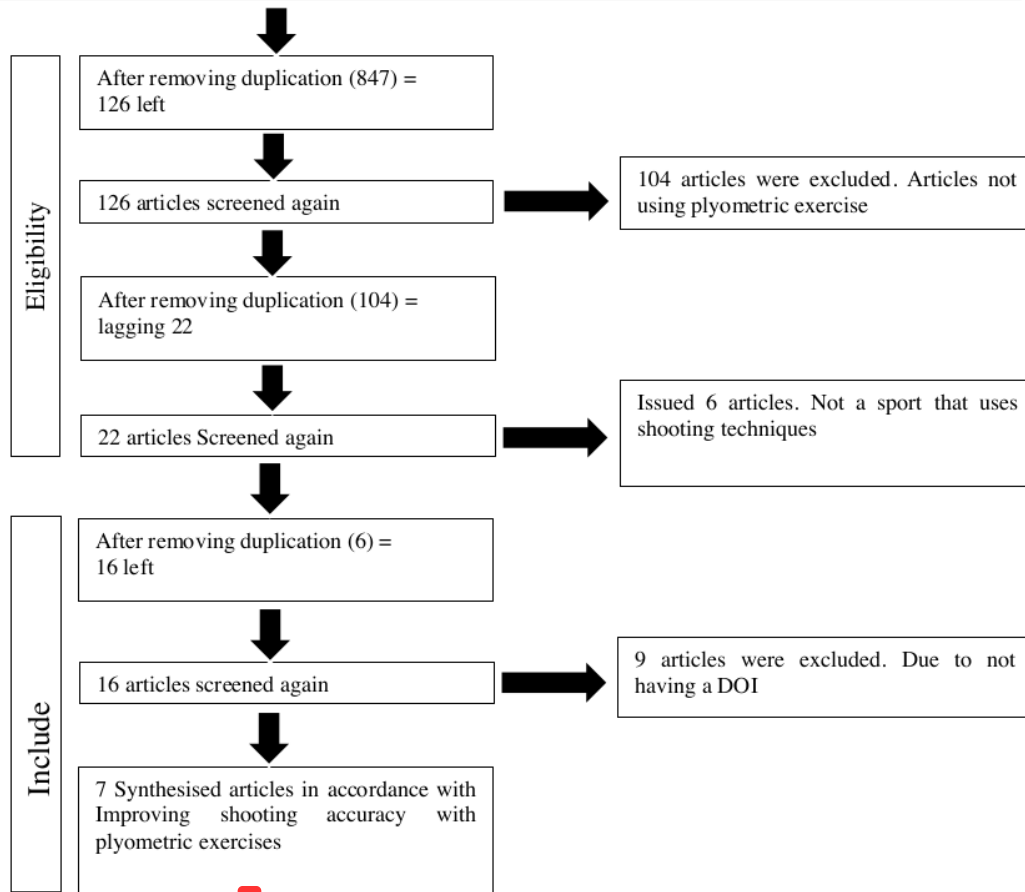 After removing duplication (847) =
126 left
126 articles screened again
104 articles were excluded. Articles not
using plyometric exercise
Eligibility
After removing duplication (104) =
lagging 22
Issued 6 articles. Not a sport that uses
shooting techniques
22 articles Screened again
After removing duplication (6) =
16 left
16 articles screened again
9 articles were excluded. Due to not
having a DOI
Include
7 Synthesised articles in accordance with
Improving shooting accuracy with
plyometric exercises